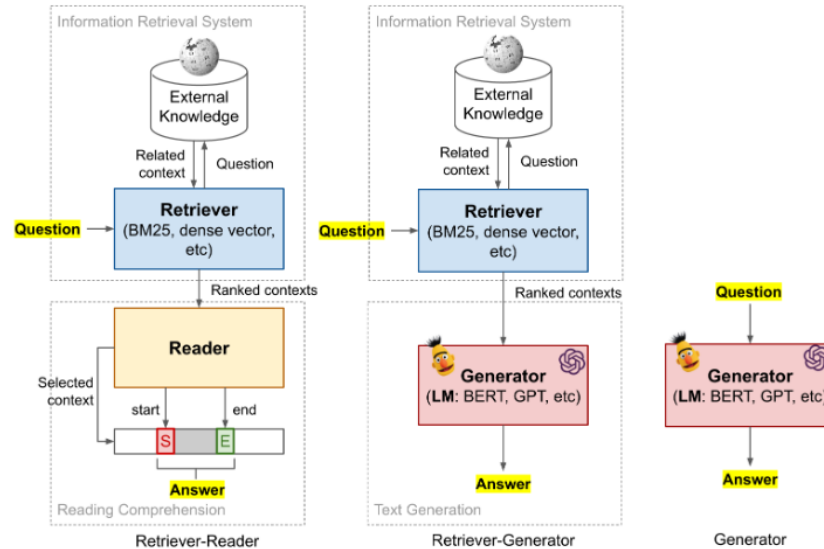 Information Retrieval System
External
Knowledge
Related
context
Question
Question
Retriever
(BM25, dense vector,
etc)
Ranked contexts
Reader
Selected
context
start
end
S
E
Answer
Reading Comprehension
Retriever-Reader
Information Retrieval System
External
Knowledge
Related
context
Question
Question
Retriever
(BM25, dense vector,
etc)
Ranked contexts
Generator
(LM: BERT, GPT, etc)
Answer
Text Generation
Retriever-Generator
Question
Generator
(LM: BERT, GPT, etc)
Answer
Generator